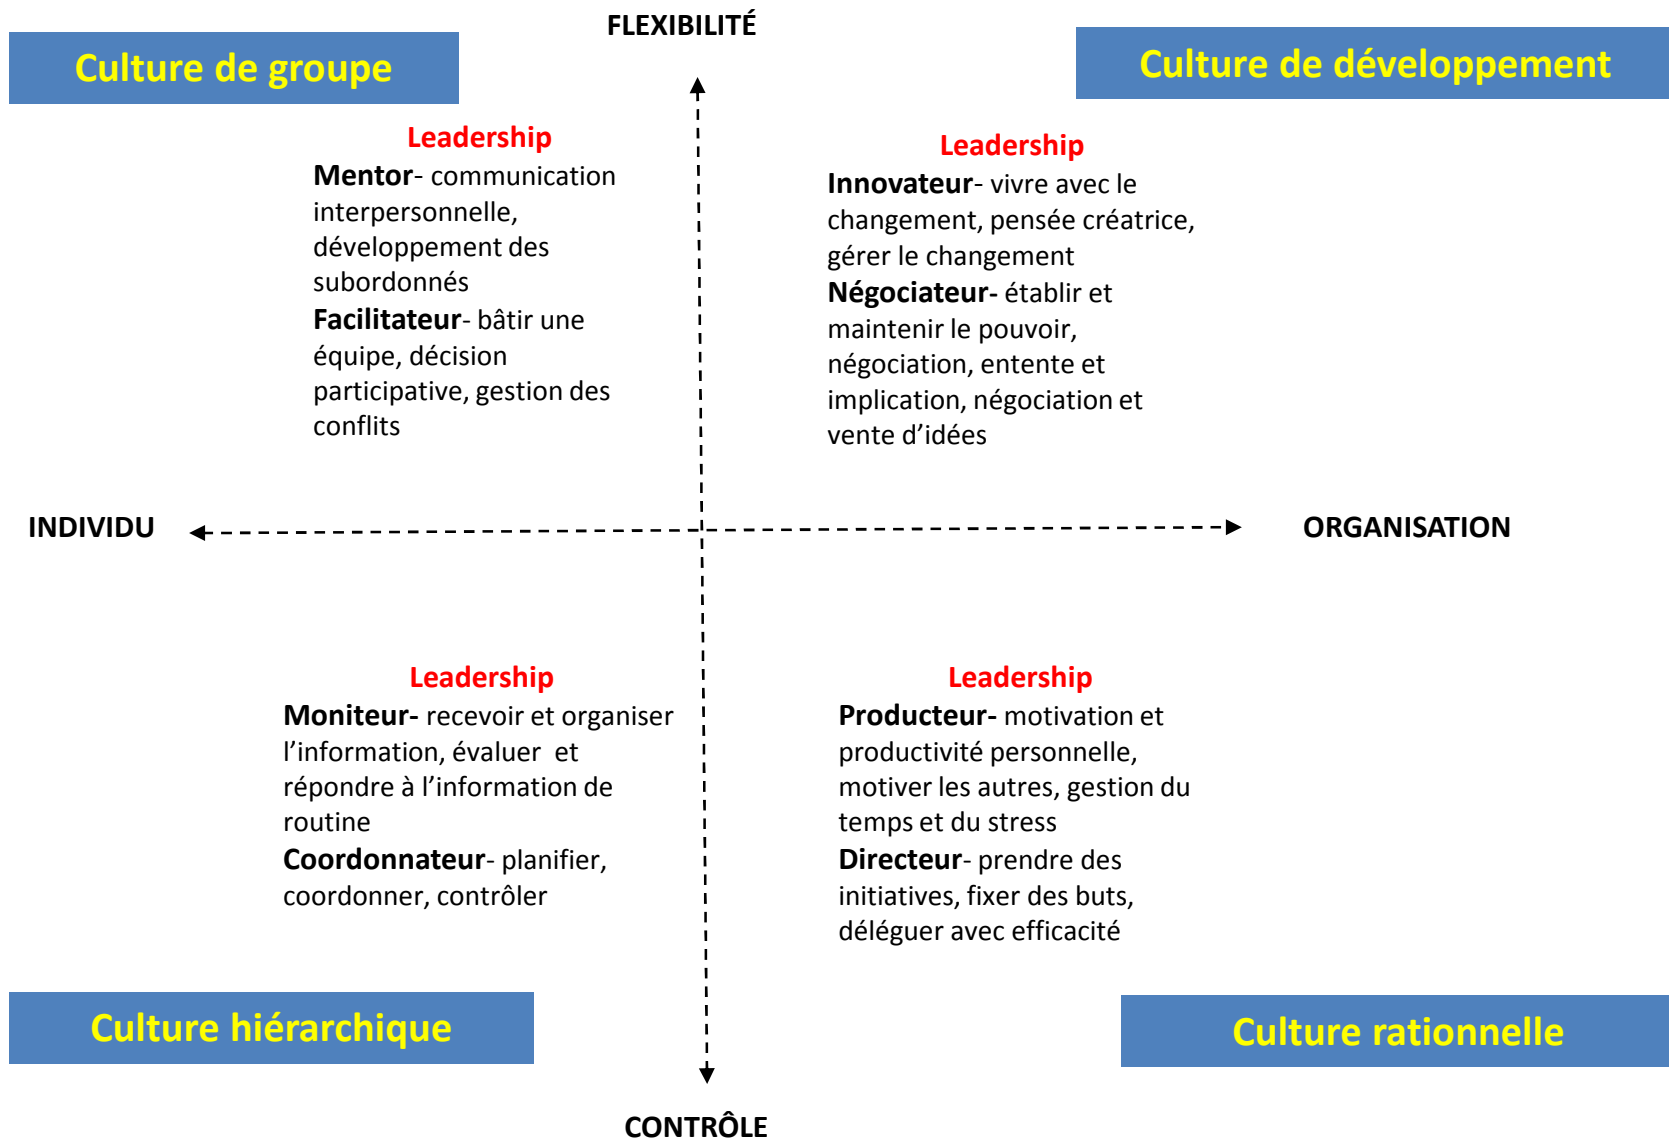 FLEXIBILITÉ
Culture de groupe
Culture de développement
Leadership
Mentor- communication
interpersonnelle,
développement des
subordonnés
Facilitateur- bâtir une
équipe, décision
participative, gestion des
conflits
Leadership
Innovateur- vivre avec le
changement, pensée créatrice,
gérer le changement
Négociateur- établir et
maintenir le pouvoir,
négociation, entente et
implication, négociation et
vente d’idées
INDIVIDU
ORGANISATION
Leadership
Moniteur- recevoir et organiser
l’information, évaluer  et
répondre à l’information de
routine
Coordonnateur- planifier,
coordonner, contrôler
Leadership
Producteur- motivation et
productivité personnelle,
motiver les autres, gestion du
temps et du stress
Directeur- prendre des
initiatives, fixer des buts,
déléguer avec efficacité
Culture hiérarchique
Culture rationnelle
CONTRÔLE